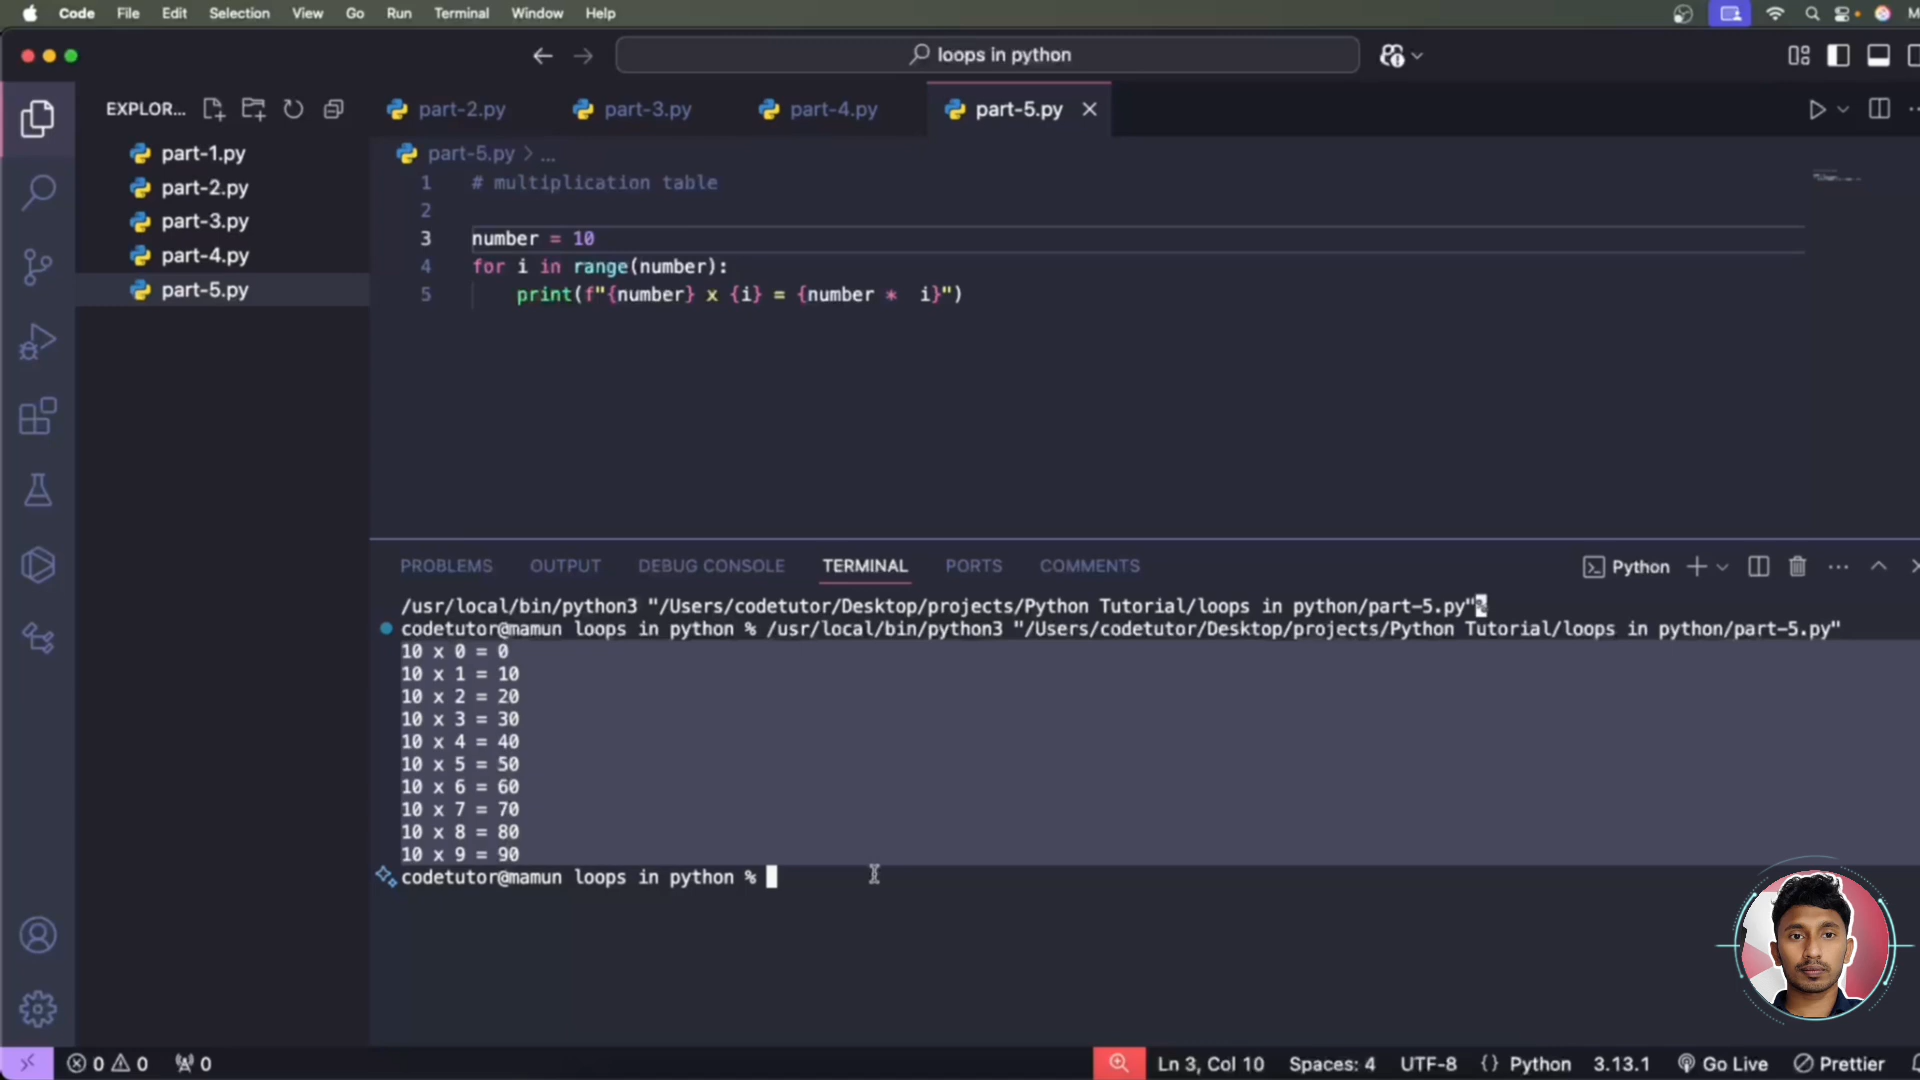 Code File Edit Selection View Go Run Terminal Window Help
loops in python
EXPLOR...
part-2.py part-3.py part-4.py part-5.py
part-1.py
part-2.py
part-3.py
part-4.py
part-5.py
part-5.py > ...
1 # multiplication table
2
3 number = 10
4 for i in range(number):
5 print(f"{number} x {i} = {number *  i}")
PROBLEMS OUTPUT DEBUG CONSOLE TERMINAL PORTS COMMENTS
Python
/usr/local/bin/python3 "/Users/codetutor/Desktop/projects/Python Tutorial/loops in python/part-5.py"%
codetutor@mamun loops in python % /usr/local/bin/python3 "/Users/codetutor/Desktop/projects/Python Tutorial/loops in python/part-5.py"
10 x 0 = 0
10 x 1 = 10
10 x 2 = 20
10 x 3 = 30
10 x 4 = 40
10 x 5 = 50
10 x 6 = 60
10 x 7 = 70
10 x 8 = 80
10 x 9 = 90
codetutor@mamun loops in python %
0 0 0
Ln 3, Col 10 Spaces: 4 UTF-8 {} Python 3.13.1 Go Live Prettier